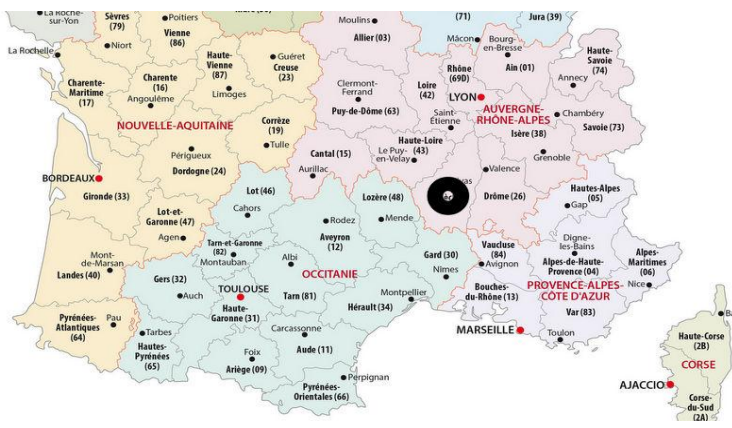 La Roche-
sur-Yon
Sèvres
(79)
Poitiers
Vienne
(86)
Niort
La Rochelle
Charente-
Maritime
(17)
Charente
(16)
Angoulême
Haute-
Vienne
(87)
Limoges
Guéret
Creuse
(23)
NOUVELLE-AQUITAINE
Corrèze
(19)
Tulle
Périgueux
Dordogne (24)
BORDEAUX
Gironde (33)
Lot-et-
Garonne (47)
Agen
Mont-
de-Marsan
Landes (40)
Pyrénées-
Atlantiques
(64)
Pau
Moulins
Allier (03)
(71)
Jura (39)
Mâcon
Bourg-
en-Bresse
Ain (01)
Haute-
Savoie
(74)
Annecy
Rhône
(69D)
Loire
(42)
LYON
Clermont-
Ferrand
Puy-de-Dôme (63)
AUVERGNE-
RHÔNE-ALPES
Chambéry
Savoie (73)
Isère (38)
Grenoble
Saint-
Étienne
Haute-Loire
(43)
Le Puy-
en-Velay
Cantal (15)
Aurillac
Valence
Drôme (26)
Lot (46)
Cahors
Lozère (48)
Mende
Rodez
Aveyron
(12)
Tarn-et-Garonne
(82)
Montauban
Albi
OCCITANIE
Gard (30)
Nîmes
Gers (32)
Auch
TOULOUSE
Haute-
Garonne (31)
Tarn (81)
Hérault (34)
Montpellier
Tarbes
Hautes-
Pyrénées
(65)
Foix
Ariège (09)
Carcassonne
Aude (11)
Perpignan
Pyrénées-
Orientales (66)
Hautes-Alpes
(05)
Gap
Vaucluse
(84)
Avignon
Digne-
les-Bains
Alpes-de-Haute-
Provence (04)
Alpes-
Maritimes
(06)
Nice
Bouches-
du-Rhône (13)
PROVENCE-ALPES-
CÔTE D'AZUR
Var (83)
MARSEILLE
Toulon
Haute-Corse
(2B)
CORSE
AJACCIO
Corse-
du-Sud
(2A)